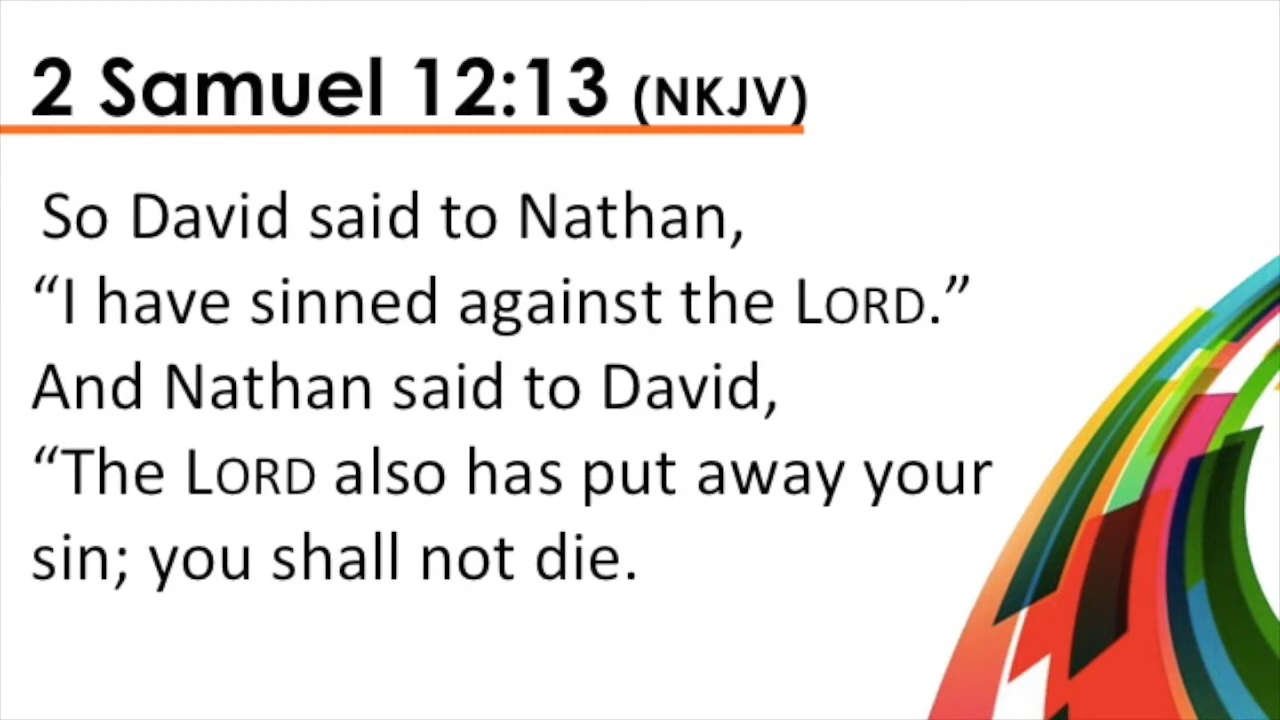 2 Samuel 12:13 (NKJV)
So David said to Nathan,
“I have sinned against the LORD.”
And Nathan said to David,
“The LORD also has put away your
sin; you shall not die.